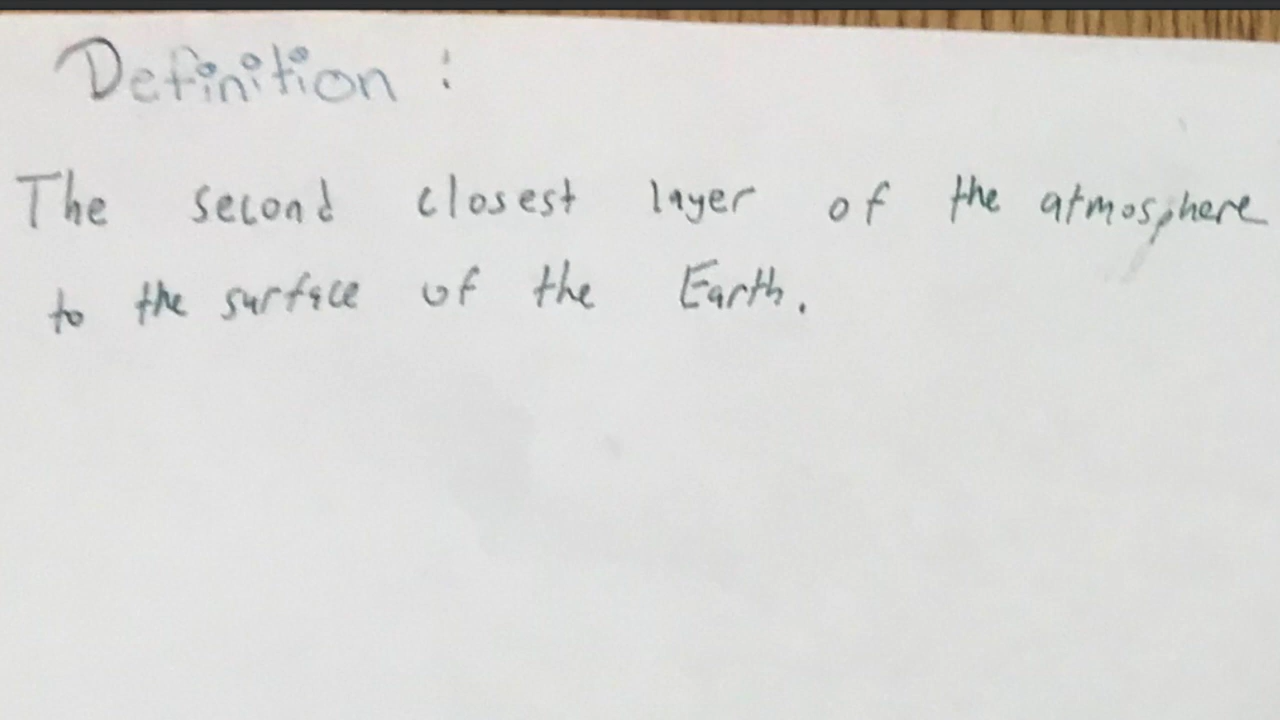 Definition :
The second closest layer of the atmosphere
to the surface of the Earth.